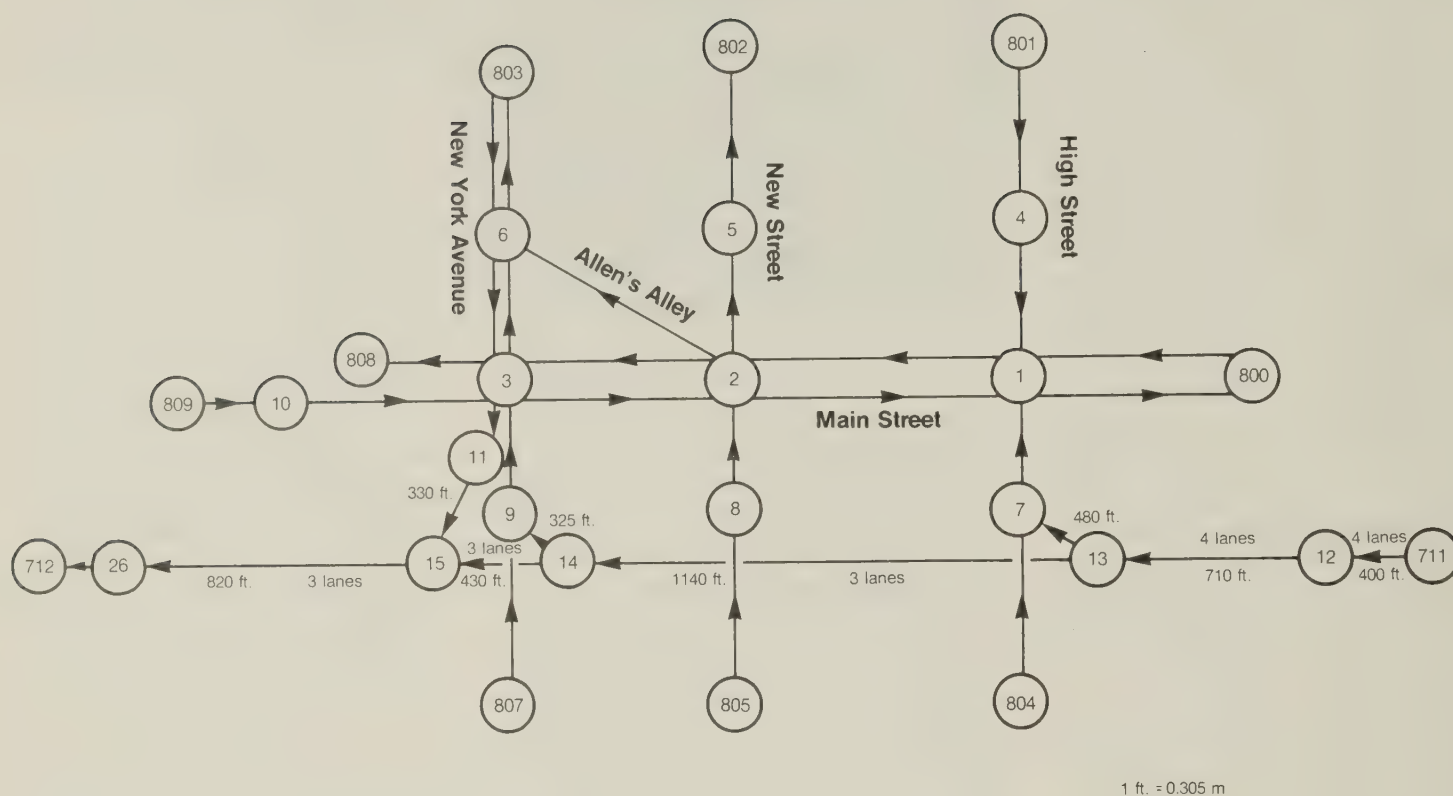 801
802
803
New York Avenue
New Street
High Street
4
5
6
Allen's Alley
808
3
2
1
800
809
10
Main Street
11
330 ft.
9
325 ft.
8
7
480 ft.
3 lanes
4 lanes
4 lanes
712
26
15
14
13
12
711
820 ft.
3 lanes
430 ft.
1140 ft.
3 lanes
710 ft.
400 ft.
807
805
804
1 ft. = 0.305 m